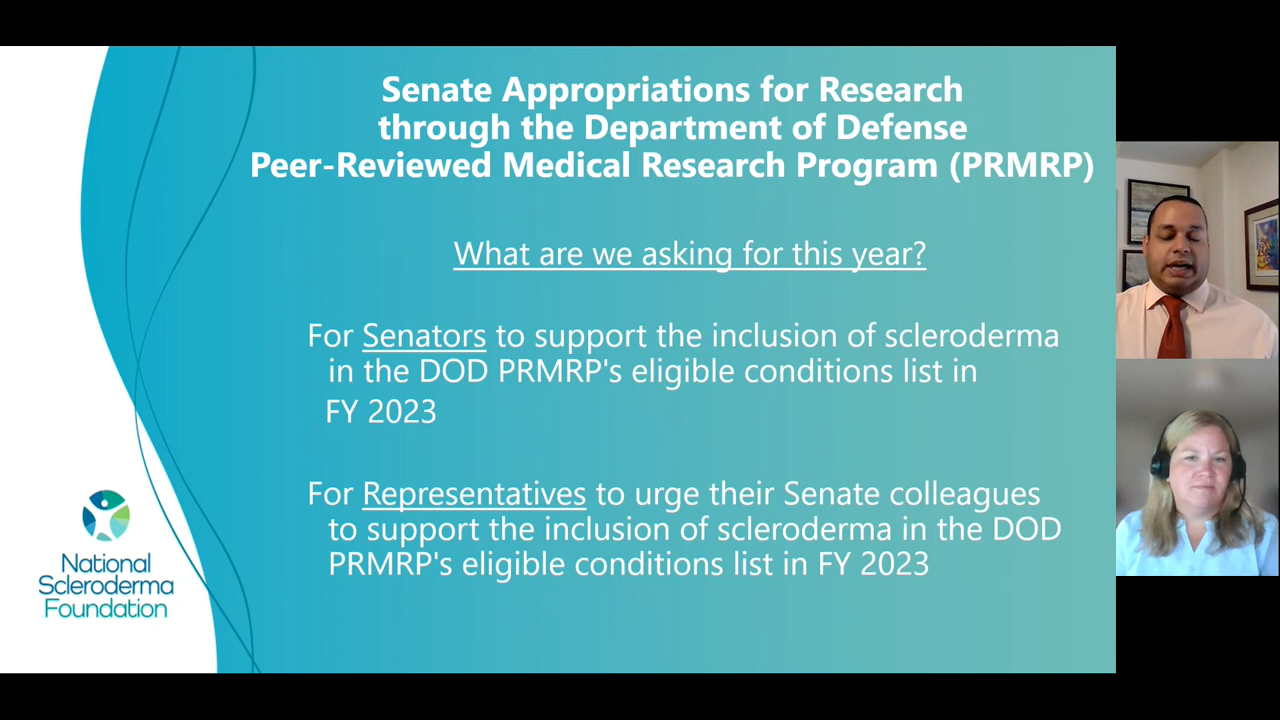 Senate Appropriations for Research
through the Department of Defense
Peer-Reviewed Medical Research Program (PRMRP)
What are we asking for this year?
For Senators to support the inclusion of scleroderma
in the DOD PRMRP's eligible conditions list in
FY 2023
For Representatives to urge their Senate colleagues
to support the inclusion of scleroderma in the DOD
PRMRP's eligible conditions list in FY 2023
National
Scleroderma
Foundation